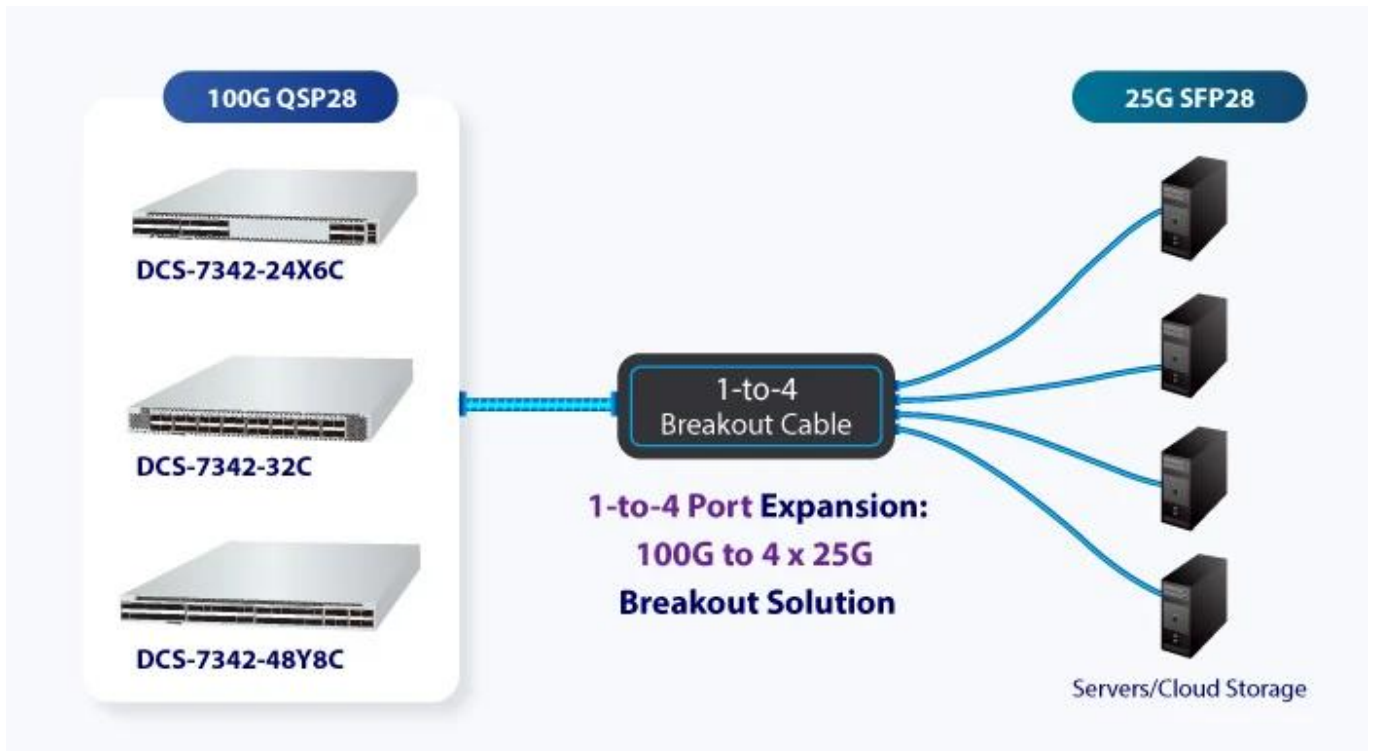 100G QSP28
25G SFP28
DCS-7342-24X6C
DCS-7342-32C
DCS-7342-48Y8C
1-to-4
Breakout Cable
1-to-4 Port Expansion:
100G to 4 x 25G
Breakout Solution
Servers/Cloud Storage